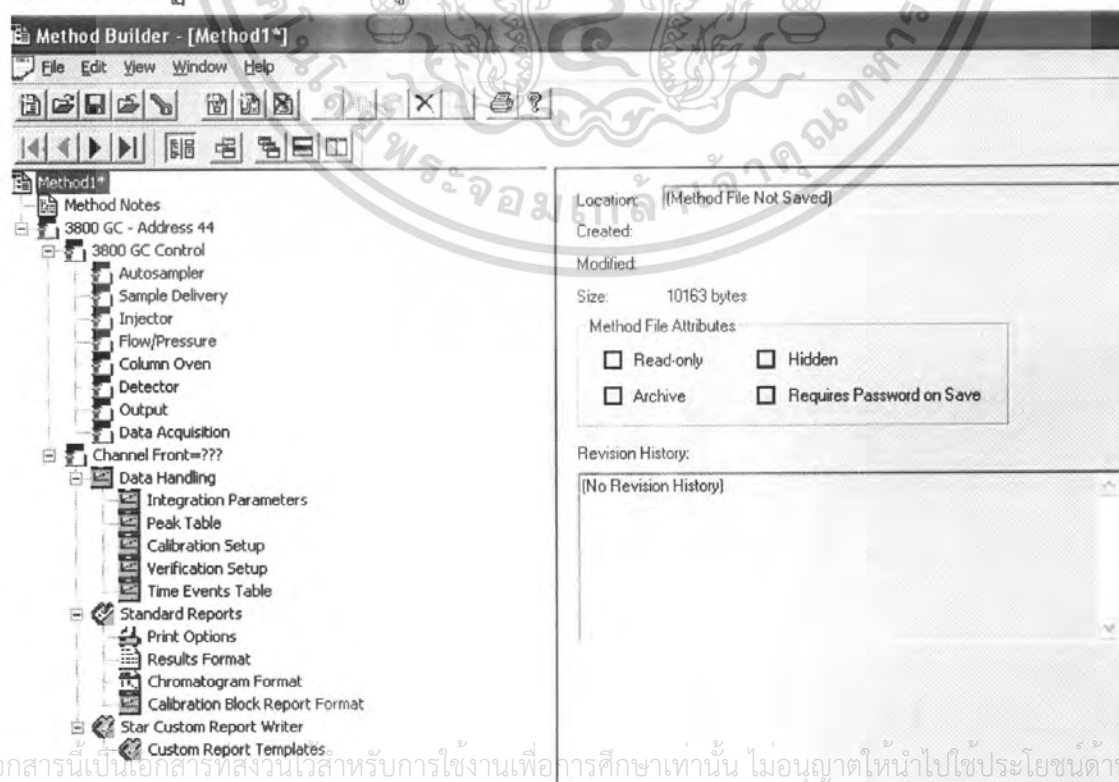 Method Builder - [Method1*]
File Edit View Window Help
Method1*
Method Notes
3800 GC - Address 44
3800 GC Control
Autosampler
Sample Delivery
Injector
Flow/Pressure
Column Oven
Detector
Output
Data Acquisition
Channel Front=???
Data Handling
Integration Parameters
Peak Table
Calibration Setup
Verification Setup
Time Events Table
Standard Reports
Print Options
Results Format
Chromatogram Format
Calibration Block Report Format
Star Custom Report Writer
Custom Report Templates
Location: (Method File Not Saved)
Created:
Modified:
Size: 10163 bytes
Method File Attributes
Read-only Hidden
Archive Requires Password on Save
Revision History:
(No Revision History)
เอกสารนี้เป็นเอกสารที่สงวนไว้สำหรับการใช้งานเพื่อการศึกษาเท่านั้น ไม่อนุญาตให้นำไปใช้ประโยชน์ด้า